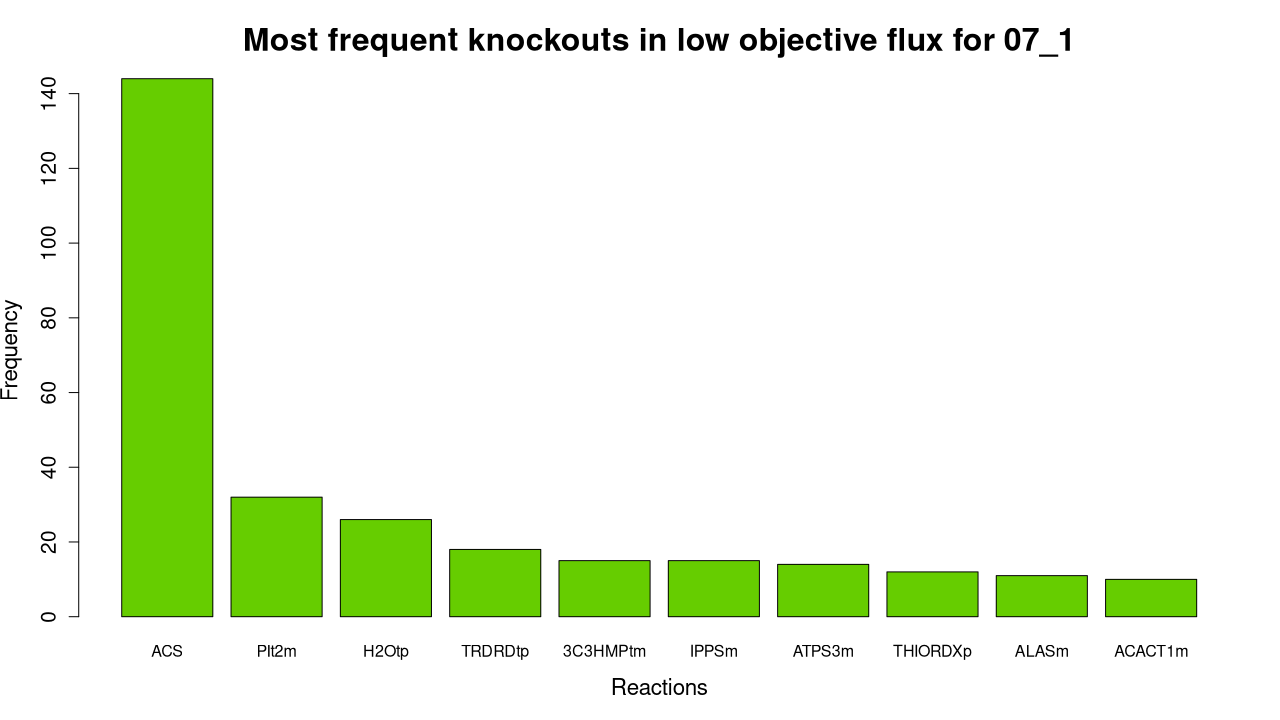 Most frequent knockouts in low objective flux for 07_1
Frequency
140
120
100
80
60
40
20
0
ACS PIt2m H2Otp TRDRDtp 3C3HMPtm IPPSm ATPS3m THIORDXp ALASm ACACT1m
Reactions